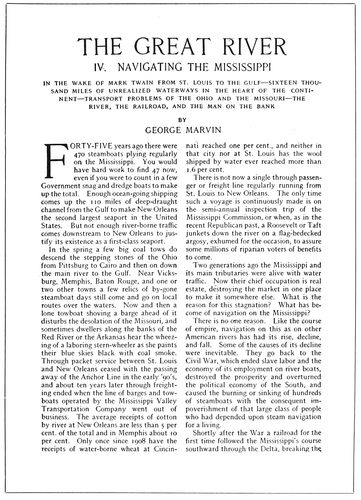 THE GREAT RIVER
IV. NAVIGATING THE MISSISSIPPI
IN THE WAKE OF MARK TWAIN FROM ST. LOUIS TO THE GULF—SIXTEEN THOU-
SAND MILES OF UNREALIZED WATERWAYS IN THE HEART OF THE CONTI-
NENT—TRANSPORT PROBLEMS OF THE OHIO AND THE MISSOURI—THE
RIVER, THE RAILROAD, AND THE MAN ON THE BANK
BY
GEORGE MARVIN
FORTY-FIVE years ago there were
470 steamboats plying regularly
on the Mississippi. You would
have hard work to find 47 now,
even if you were to count in a few
Government snag and dredge boats to make
up the total. Enough ocean-going shipping
comes up the 110 miles of deep-draught
channel from the Gulf to make New Orleans
the second largest seaport in the United
States. But not enough river-borne traffic
comes downstream to New Orleans to jus-
tify its existence as a first-class seaport.
In the spring a few big coal tows do
descend the stepping stones of the Ohio
from Pittsburg to Cairo and then on down
the main river to the Gulf. Near Vicks-
burg, Memphis, Baton Rouge, and one or
two other towns a few relics of by-gone
steamboat days still come and go on local
routes over the waters. Now and then a
lone towboat shoving a barge ahead of it
disturbs the desolation of the Missouri, and
sometimes dwellers along the banks of the
Red River or the Arkansas hear the wheez-
ing of a laboring stern-wheeler as she paints
their blue skies black with coal smoke.
Through packet service between St. Louis
and New Orleans ceased with the passing
away of the Anchor Line in the early '90's,
and about ten years later through freight-
ing ended when the line of barges and tow-
boats operated by the Mississippi Valley
Transportation Company went out of
business. The average receipts of cotton
by river at New Orleans are less than 5 per
cent. of the total and in Memphis about 10
per cent. Only once since 1908 have the
receipts of water-borne wheat at Cincin-
nati reached one per cent., and neither in
that city nor at St. Louis has the wool
shipped by water ever reached more than
1.6 per cent.
There is not now a single through passen-
ger or freight line regularly running from
St. Louis to New Orleans. The only time
such a voyage is continuously made is on
the semi-annual inspection trip of the
Mississippi Commission, or when, as in the
recent Republican past, a Roosevelt or Taft
junkets down the river on a flag-bedecked
argosy, exhumed for the occasion, to assure
some millions of riparian voters of benefits
to come.
Two generations ago the Mississippi and
its main tributaries were alive with water
traffic. Now their chief occupation is real
estate, destroying the market in one place
to make it somewhere else. What is the
reason for this stagnation? What has be-
come of navigation on the Mississippi?
There is no one reason. Like the course
of empire, navigation on this as on other
American rivers has had its rise, decline,
and fall. Some of the causes of its decline
were inevitable. They go back to the
Civil War, which ended slave labor and the
economy of its employment on river boats,
destroyed the prosperity and overturned
the political economy of the South, and
caused the burning or sinking of hundreds
of steamboats with the consequent im-
poverishment of that large class of people
who had depended upon steam navigation
for a living.
Shortly after the War a railroad for the
first time followed the Mississippi's course
southward through the Delta, breaking the